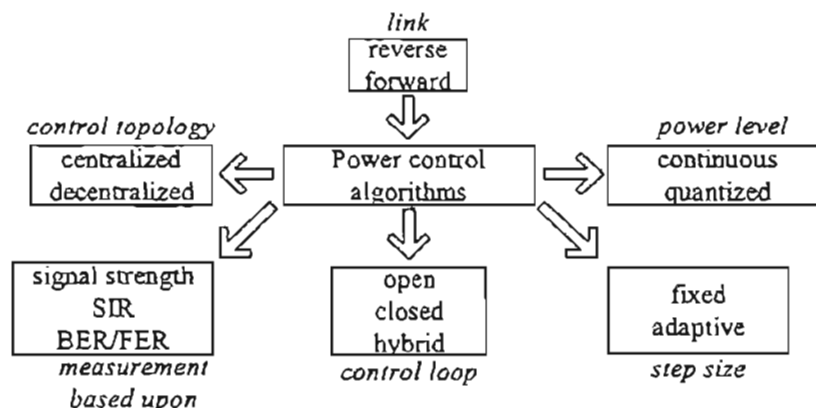 link
reverse
forward
control topology
centralized
decentralized
Power control
algorithms
power level
continuous
quantized
signal strength
SIR
BER/FER
measurement
based upon
open
closed
hybrid
control loop
fixed
adaptive
step size